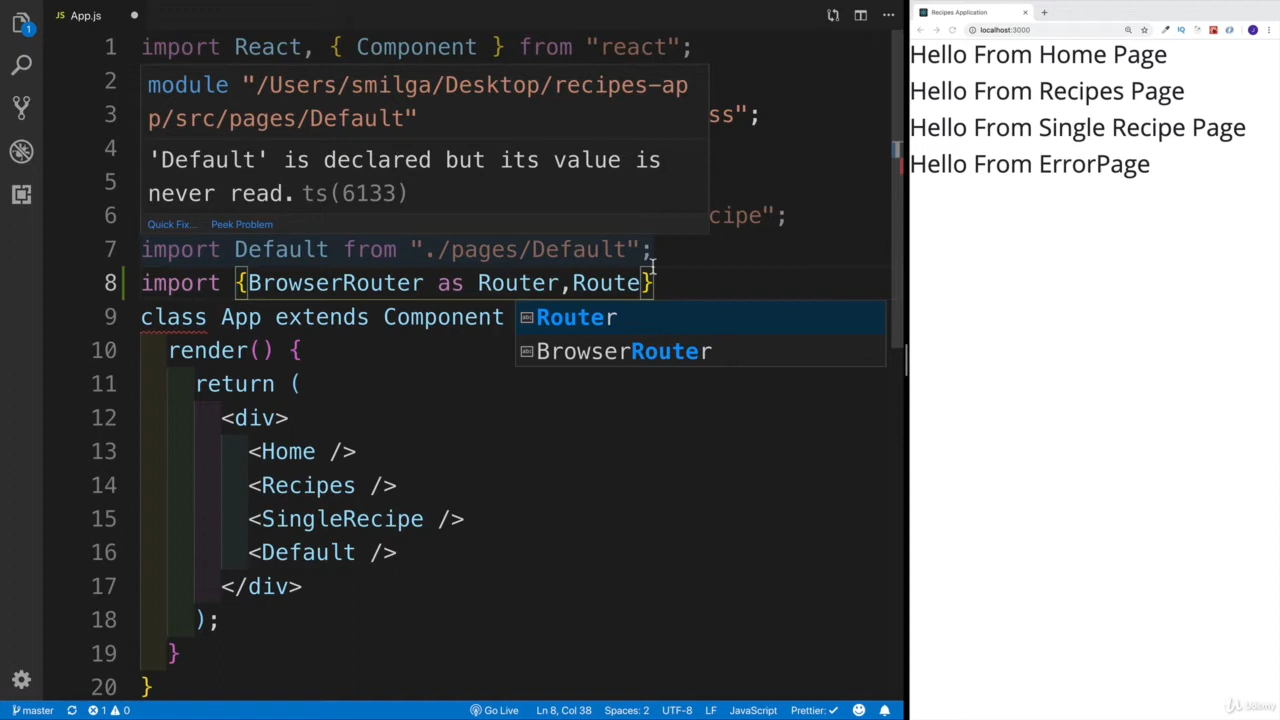 App.js
1
import React, { Component } from "react";
2
module "/Users/smilga/Desktop/recipes-ap
p/src/pages/Default"
3
ss";
4
'Default' is declared but its value is
5
never read. ts(6133)
6
cipe";
Quick Fix... Peek Problem
7 import Default from "./pages/Default";
8 import {BrowserRouter as Router,Route}
9 class App extends Component
Router
BrowserRouter
10 render() {
11 return (
12 <div>
13 <Home />
14 <Recipes />
15 <SingleRecipe />
16 <Default />
17 </div>
18 );
19 }
20 }
master 1 0 Go Live Ln 8, Col 38 Spaces: 2 UTF-8 LF JavaScript Prettier: ✓
1
Recipes Application
localhost:3000
IQ
J
Hello From Home Page
Hello From Recipes Page
Hello From Single Recipe Page
Hello From ErrorPage
Udemy